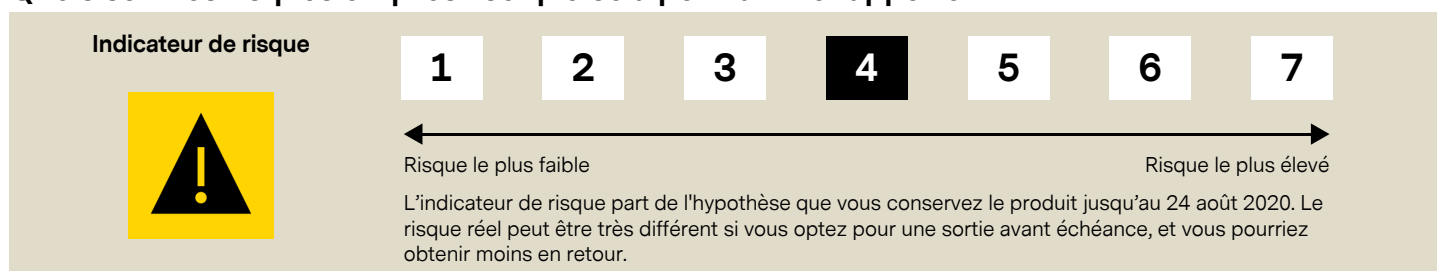 Indicateur de risque
1 2 3 4 5 6 7
Risque le plus faible
Risque le plus élevé
L'indicateur de risque part de l'hypothèse que vous conservez le produit jusqu'au 24 août 2020. Le
risque réel peut être très différent si vous optez pour une sortie avant échéance, et vous pourriez
obtenir moins en retour.